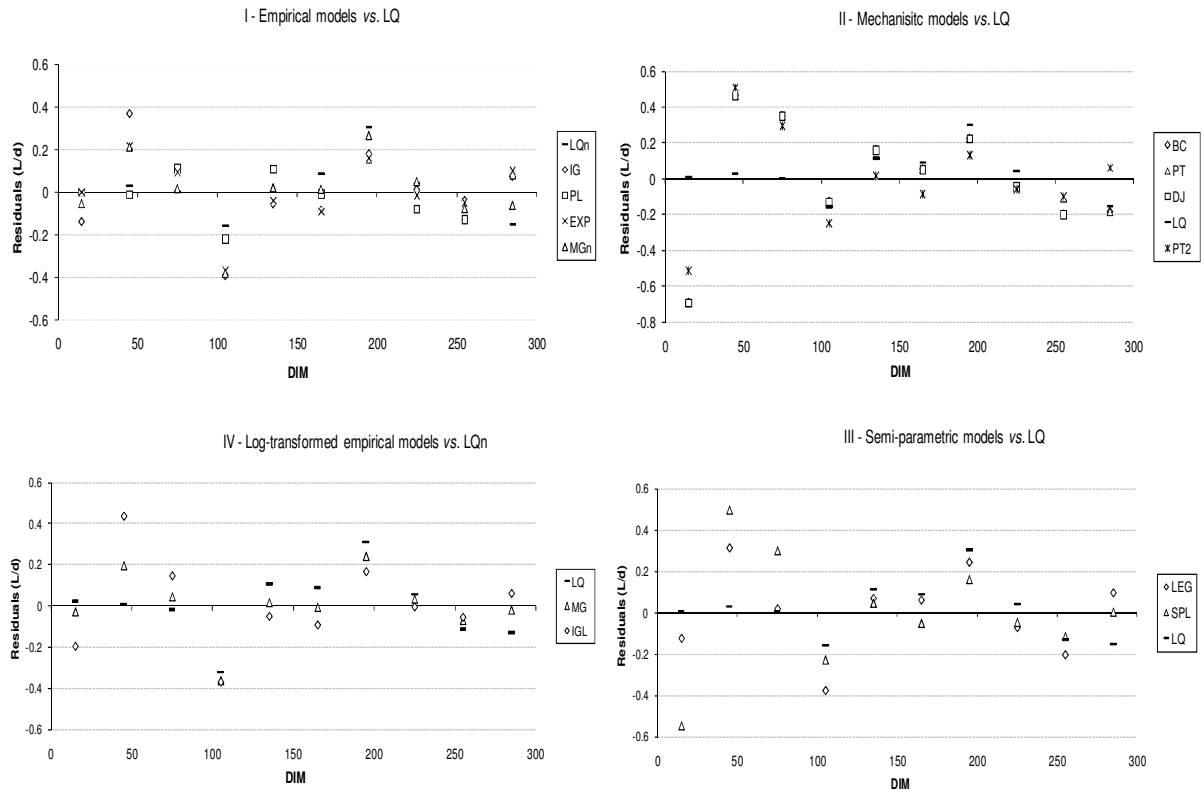 I - Empirical models vs. LQ
Residuals (L/d)
0.6
0.4
0.2
0
-0.2
-0.4
-0.6
0 50 100 150 200 250 300
DIM
LQn
IG
PL
EXP
MGn
II - Mechanisitc models vs. LQ
Residuals (L/d)
0.6
0.4
0.2
0
-0.2
-0.4
-0.6
-0.8
0 50 100 150 200 250 300
DIM
BC
PT
DJ
LQ
PT2
IV - Log-transformed empirical models vs. LQn
Residuals (L/d)
0.6
0.4
0.2
0
-0.2
-0.4
-0.6
0 50 100 150 200 250 300
DIM
LQ
MG
IGL
III - Semi-parametric models vs. LQ
Residuals (L/d)
0.6
0.4
0.2
0
-0.2
-0.4
-0.6
0 50 100 150 200 250 300
DIM
LEG
SPL
LQ